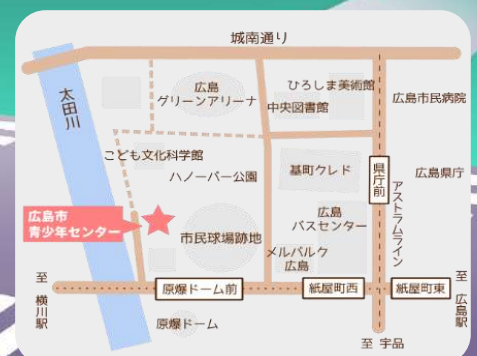 城南通り
太田川
広島
グリーンアリーナ
ひろしま美術館
中央図書館
広島市民病院
こども文化科学館
ハノーバー公園
基町クレド
県庁前
広島県庁
アストラムライン
広島市
青少年センター
市民球場跡地
広島
バスセンター
メルパルク
広島
至 横川駅
原爆ドーム前
紙屋町西
紙屋町東
至 広島駅
原爆ドーム
至 宇品